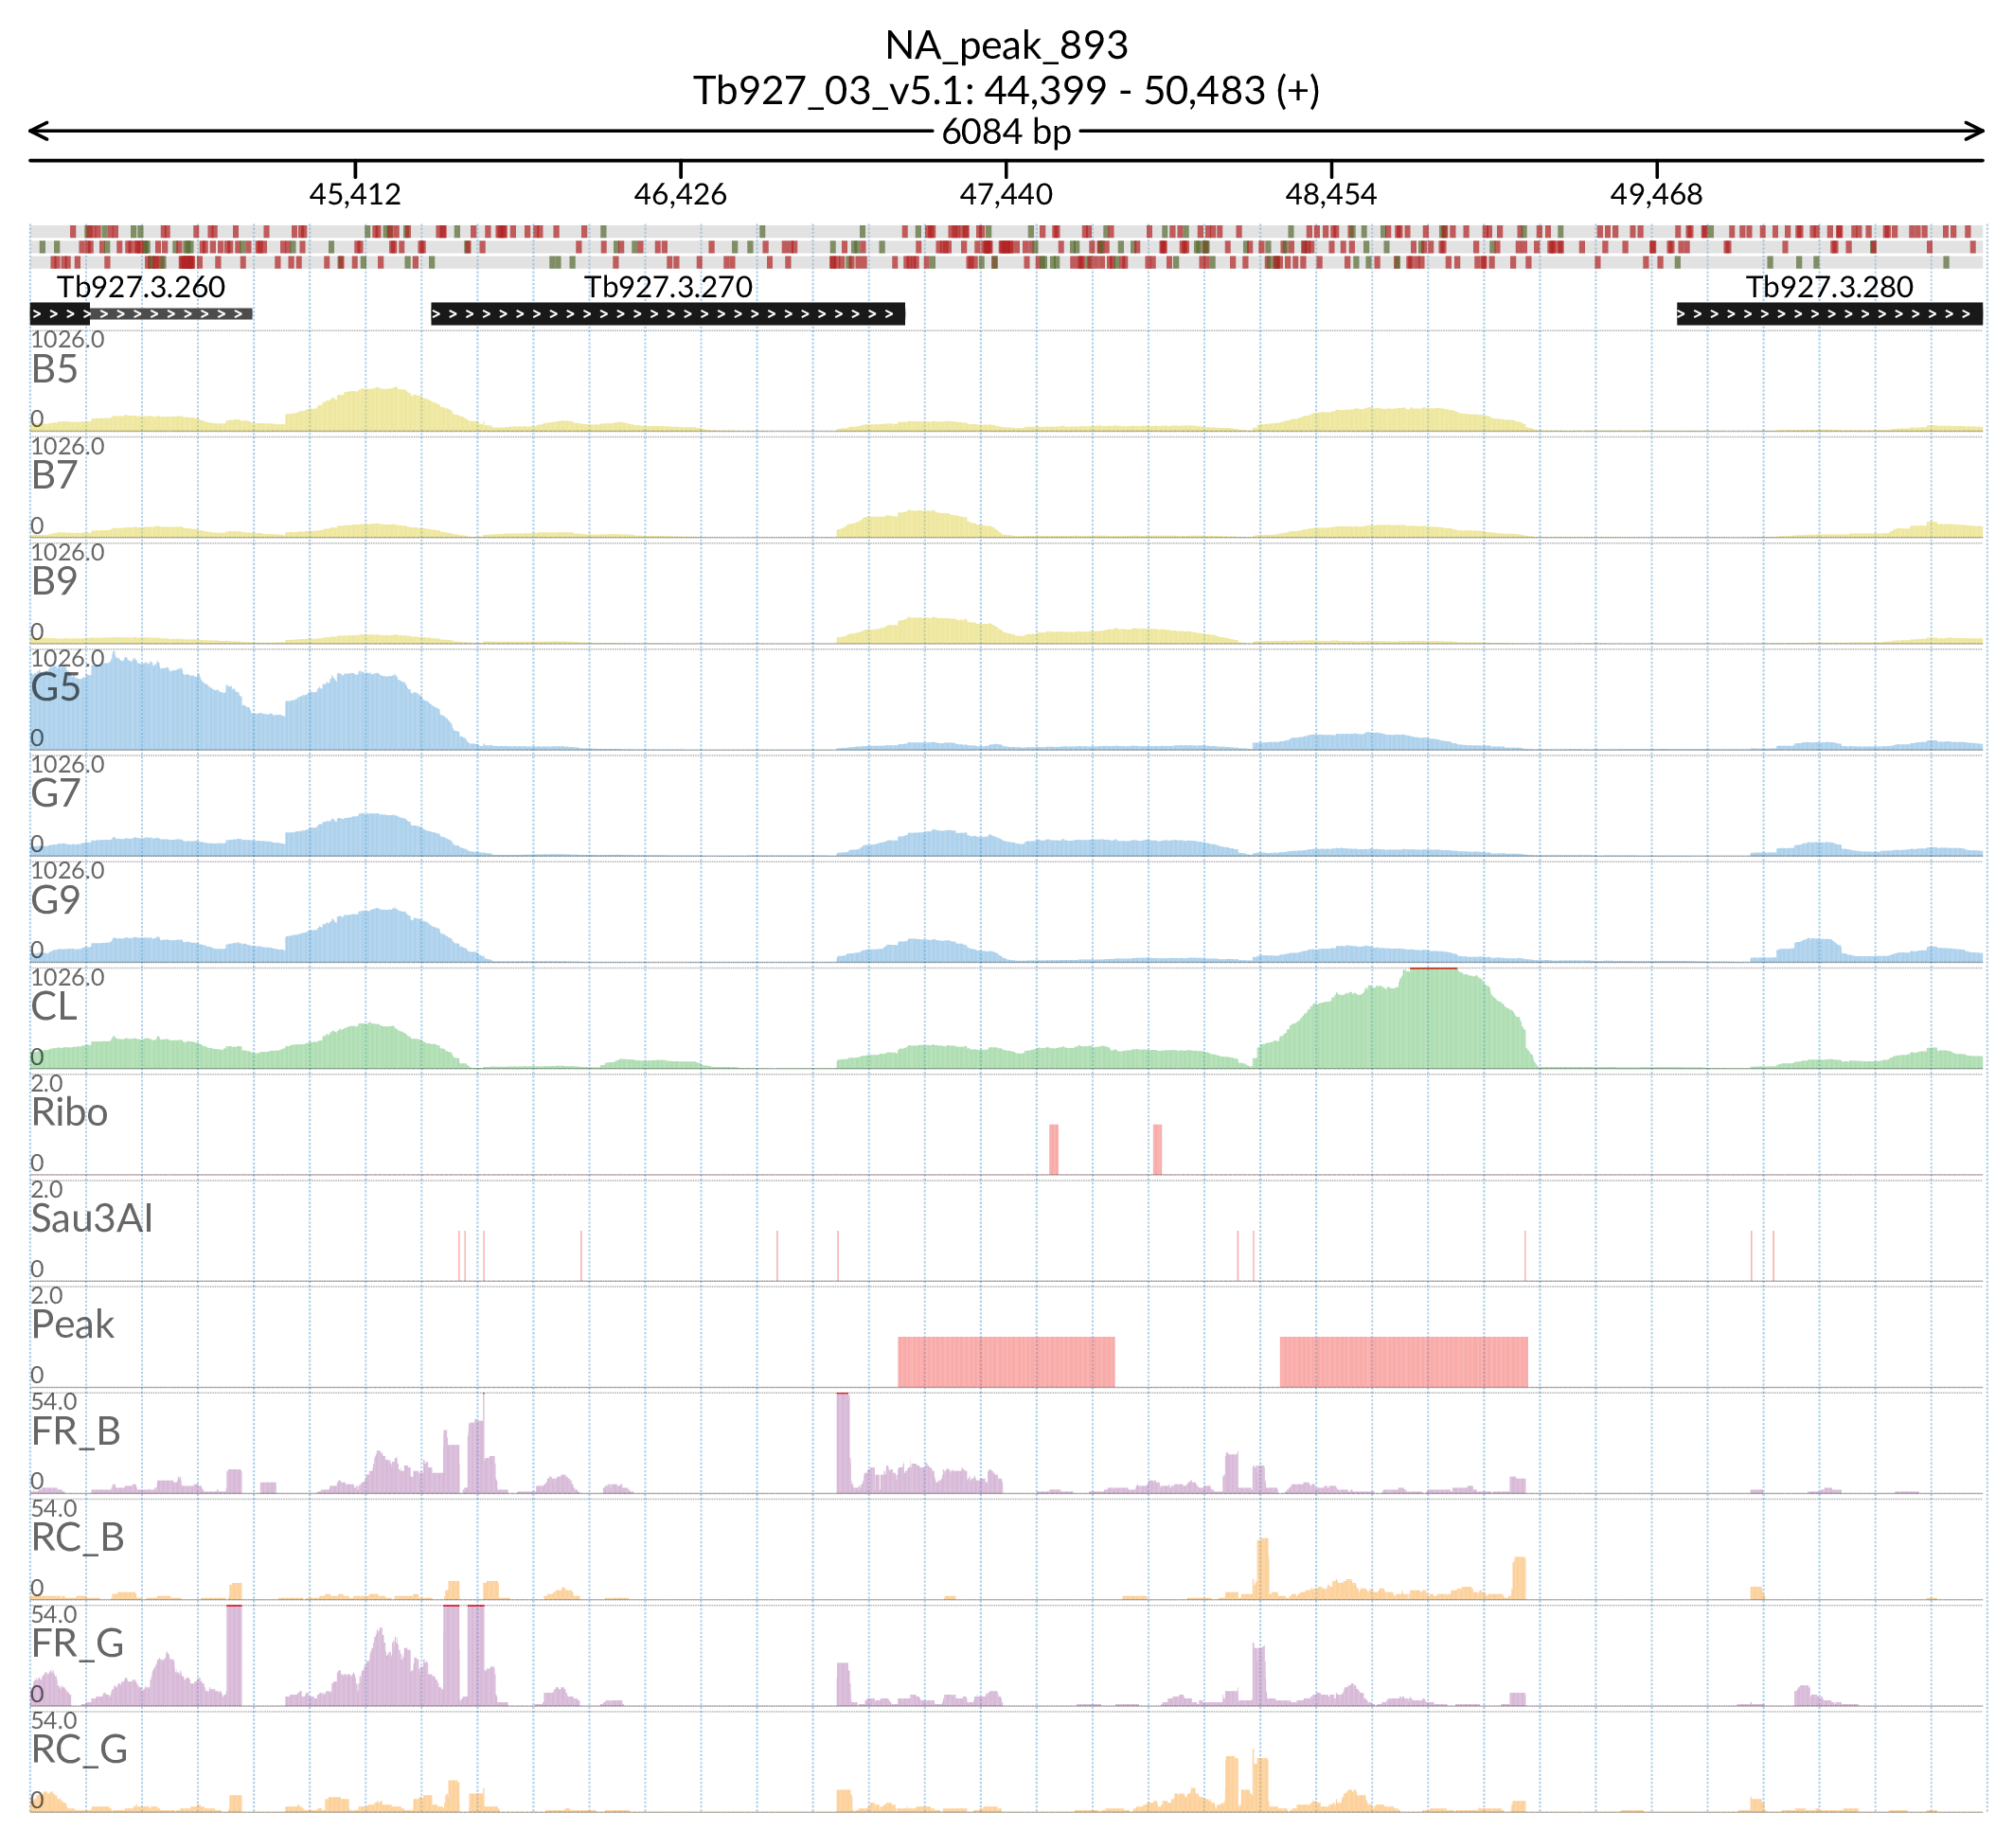 NA_peak_893
Tb927_03_v5.1: 44,399 - 50,483 (+)
6084 bp
45,412 46,426 47,440 48,454 49,468
Tb927.3.260 Tb927.3.270 Tb927.3.280
1026.0
B5
0
1026.0
B7
0
1026.0
B9
0
1026.0
G5
0
1026.0
G7
0
1026.0
G9
0
1026.0
CL
0
2.0
Ribo
0
2.0
Sau3AI
0
2.0
Peak
0
54.0
FR_B
0
54.0
RC_B
0
54.0
FR_G
0
54.0
RC_G
0